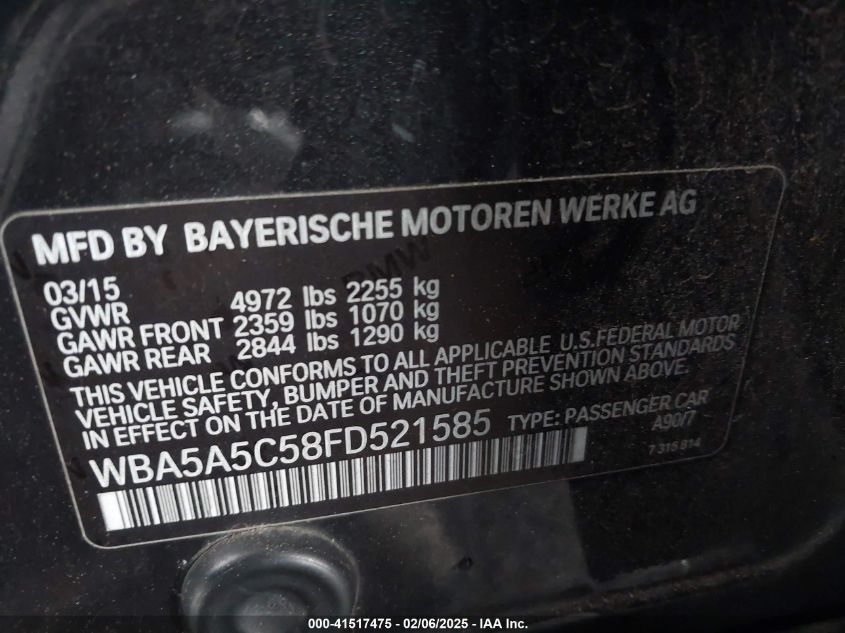 MFD BY BAYERISCHE MOTOREN WERKE AG
BMW
03/15
GVWR 4972 lbs 2255 kg
GAWR FRONT 2359 lbs 1070 kg
GAWR REAR 2844 lbs 1290 kg
THIS VEHICLE CONFORMS TO ALL APPLICABLE U.S.FEDERAL MOTOR
VEHICLE SAFETY, BUMPER AND THEFT PREVENTION STANDARDS
IN EFFECT ON THE DATE OF MANUFACTURE SHOWN ABOVE.
WBA5A5C58FD521585 TYPE: PASSENGER CAR
A90/7
7 315 814
000-41517475 - 02/06/2025 - IAA Inc.